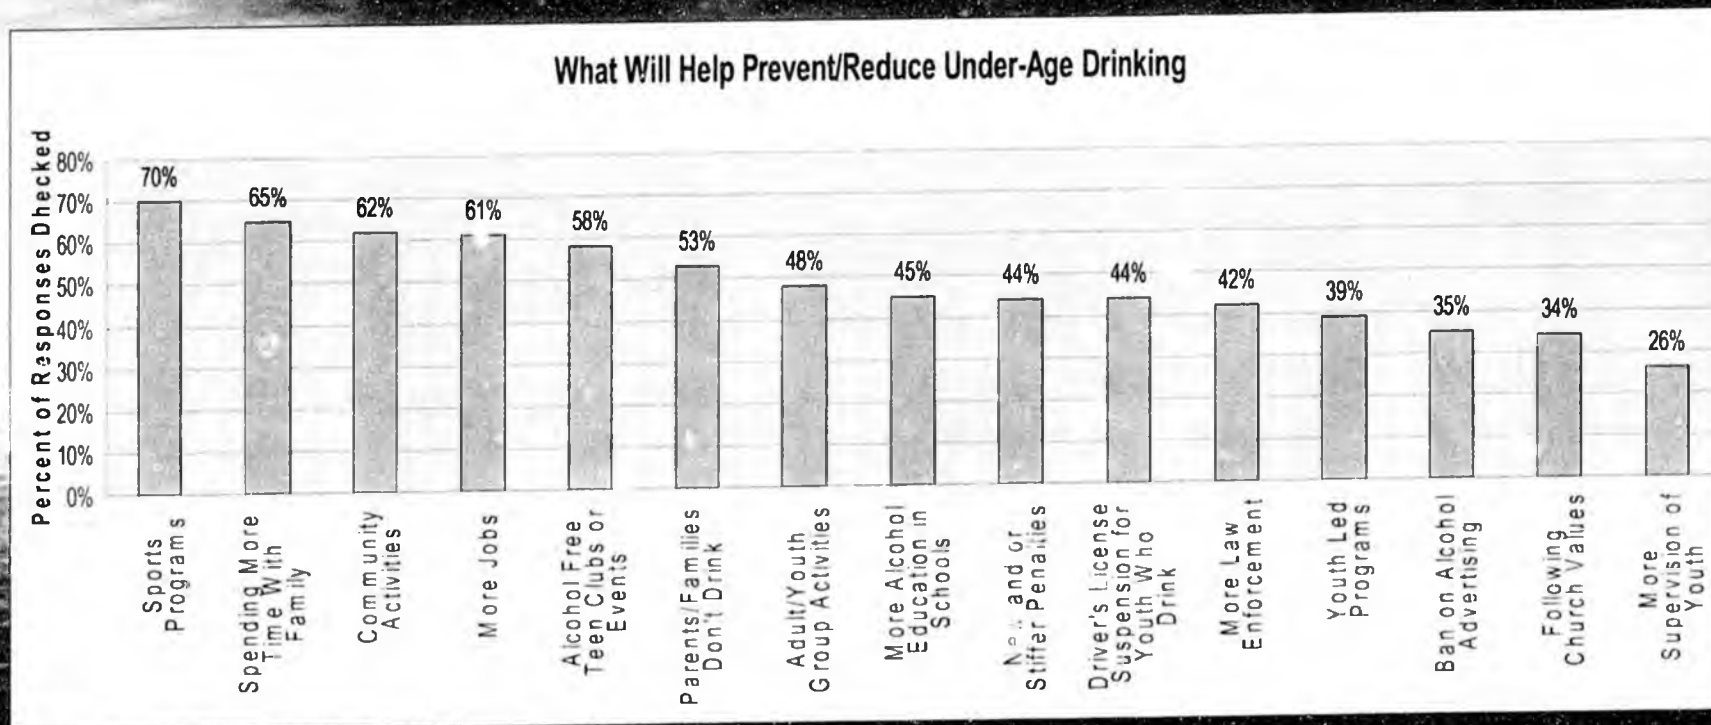 What Will Help Prevent/Reduce Under-Age Drinking
Percent of Responses Dhecked
80%
70%
60%
50%
40%
30%
20%
10%
0%
70%
65%
62%
61%
58%
53%
48%
45%
44%
44%
42%
39%
35%
34%
26%
Sports
Programs
Spending More
Time With
Family
Community
Activities
More Jobs
Alcohol Free
Teen Clubs or
Events
Parents/Families
Don't Drink
Adult/Youth
Group Activities
More Alcohol
Education in
Schools
and or
Stiffer Penalties
Driver's License
Suspension for
Youth Who
Drink
More Law
Enforcement
Youth Led
Programs
Ban on Alcohol
Advertising
Following
Church Values
More
Supervision of
Youth